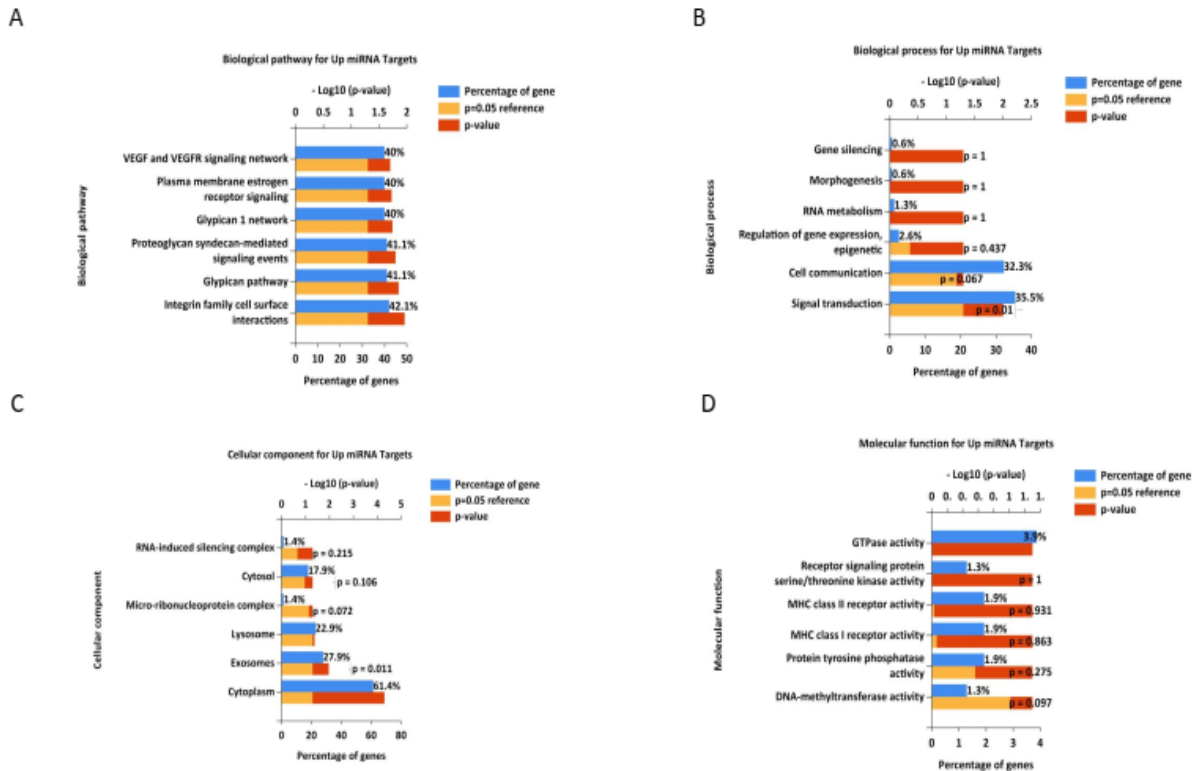 A
Biological pathway for Up miRNA Targets
- Log10 (p-value)
0 0.5 1 1.5 2
Percentage of gene
p=0.05 reference
p-value
Biological pathway
VEGF and VEGFR signaling network
40%
Plasma membrane estrogen
receptor signaling
40%
Glypican 1 network
40%
Proteoglycan syndecan-mediated
signaling events
41.1%
Glypican pathway
41.1%
Integrin family cell surface
interactions
42.1%
0 10 20 30 40 50
Percentage of genes
B
Biological process for Up miRNA Targets
- Log10 (p-value)
0 0.5 1 1.5 2 2.5
Percentage of gene
p=0.05 reference
p-value
Biological process
Gene silencing
0.6%
p = 1
Morphogenesis
0.6%
p = 1
RNA metabolism
1.3%
p = 1
Regulation of gene expression,
epigenetic
2.6%
p = 0.437
Cell communication
32.3%
p = 0.067
Signal transduction
35.5%
p = 0.01
0 10 20 30 40
Percentage of genes
C
Cellular component for Up miRNA Targets
- Log10 (p-value)
0 1 2 3 4 5
Percentage of gene
p=0.05 reference
p-value
Cellular component
RNA-induced silencing complex
1.4%
p = 0.215
Cytosol
17.9%
p = 0.106
Micro-ribonucleoprotein complex
1.4%
p = 0.072
Lysosome
22.9%
Exosomes
27.9%
p = 0.011
Cytoplasm
61.4%
0 20 40 60 80
Percentage of genes
D
Molecular function for Up miRNA Targets
- Log10 (p-value)
0 0. 0. 0. 0. 1 1. 1.
Percentage of gene
p=0.05 reference
p-value
Molecular function
GTPase activity
3.9%
Receptor signaling protein
serine/threonine kinase activity
1.3%
p = 1
MHC class II receptor activity
1.9%
p = 0.931
MHC class I receptor activity
1.9%
p = 0.863
Protein tyrosine phosphatase
activity
1.9%
p = 0.275
DNA-methyltransferase activity
1.3%
p = 0.097
0 1 2 3 4
Percentage of genes